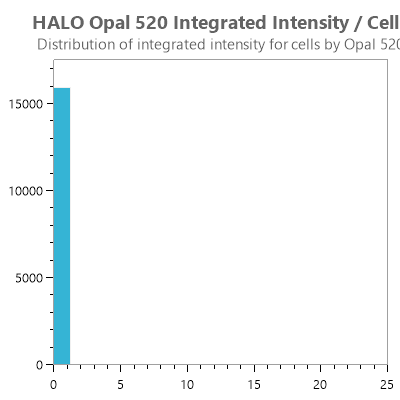 HALO Opal 520 Integrated Intensity / Cell
Distribution of integrated intensity for cells by Opal 520
15000
10000
5000
0
0 5 10 15 20 25